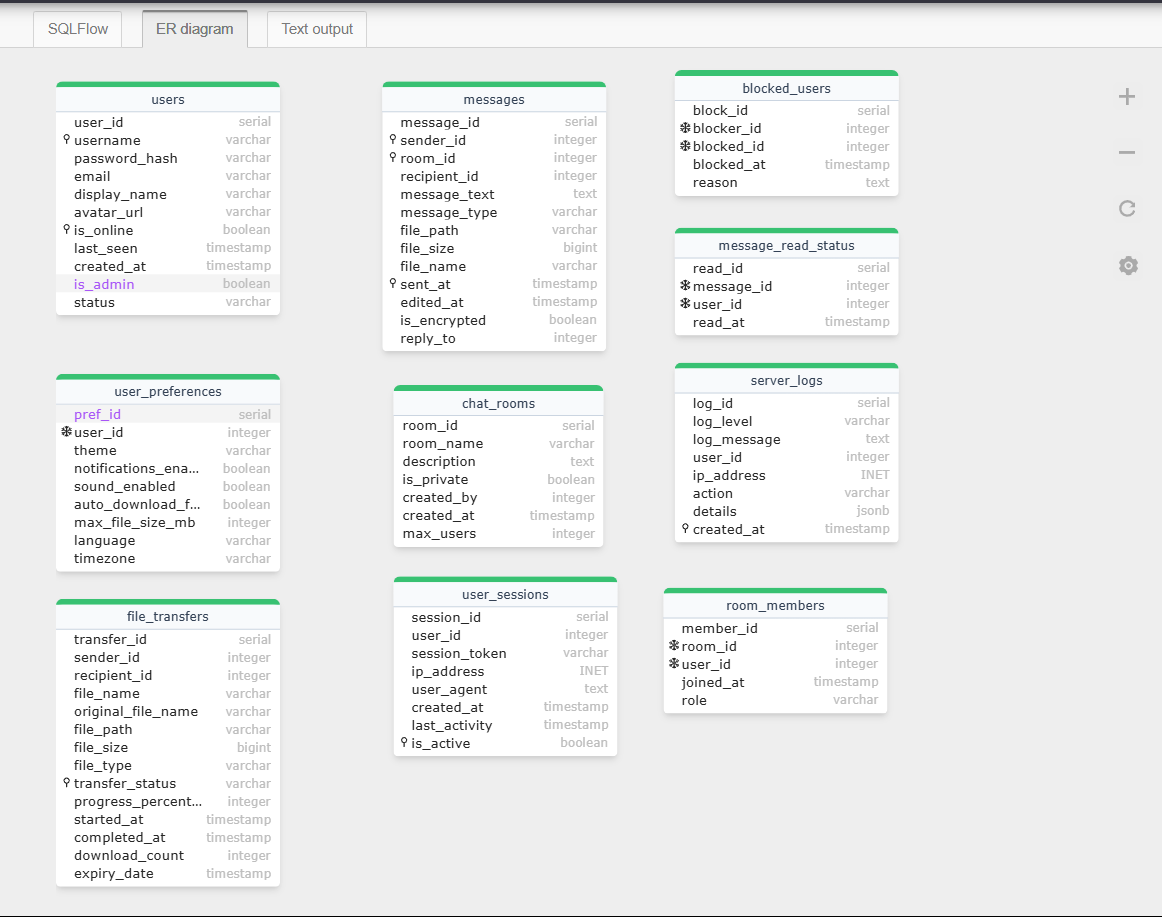 SQLFlow
ER diagram
Text output
users
user_id serial
username varchar
password_hash varchar
email varchar
display_name varchar
avatar_url varchar
is_online boolean
last_seen timestamp
created_at timestamp
is_admin boolean
status varchar
user_preferences
pref_id serial
user_id integer
theme varchar
notifications_ena... boolean
sound_enabled boolean
auto_download_f... boolean
max_file_size_mb integer
language varchar
timezone varchar
file_transfers
transfer_id serial
sender_id integer
recipient_id integer
file_name varchar
original_file_name varchar
file_path varchar
file_size bigint
file_type varchar
transfer_status varchar
progress_percent... integer
started_at timestamp
completed_at timestamp
download_count integer
expiry_date timestamp
messages
message_id serial
sender_id integer
room_id integer
recipient_id integer
message_text text
message_type varchar
file_path varchar
file_size bigint
file_name varchar
sent_at timestamp
edited_at timestamp
is_encrypted boolean
reply_to integer
chat_rooms
room_id serial
room_name varchar
description text
is_private boolean
created_by integer
created_at timestamp
max_users integer
user_sessions
session_id serial
user_id integer
session_token varchar
ip_address INET
user_agent text
created_at timestamp
last_activity timestamp
is_active boolean
blocked_users
block_id serial
blocker_id integer
blocked_id integer
blocked_at timestamp
reason text
message_read_status
read_id serial
message_id integer
user_id integer
read_at timestamp
server_logs
log_id serial
log_level varchar
log_message text
user_id integer
ip_address INET
action varchar
details jsonb
created_at timestamp
room_members
member_id serial
room_id integer
user_id integer
joined_at timestamp
role varchar